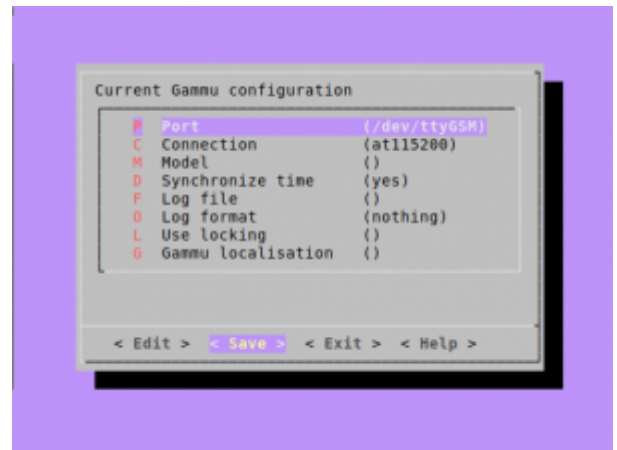 Current Gammu configuration
P Port (/dev/ttyGSM)
C Connection (at115200)
M Model ()
D Synchronize time (yes)
F Log file ()
O Log format (nothing)
L Use locking ()
G Gammu localisation ()
< Edit > < Save > < Exit > < Help >